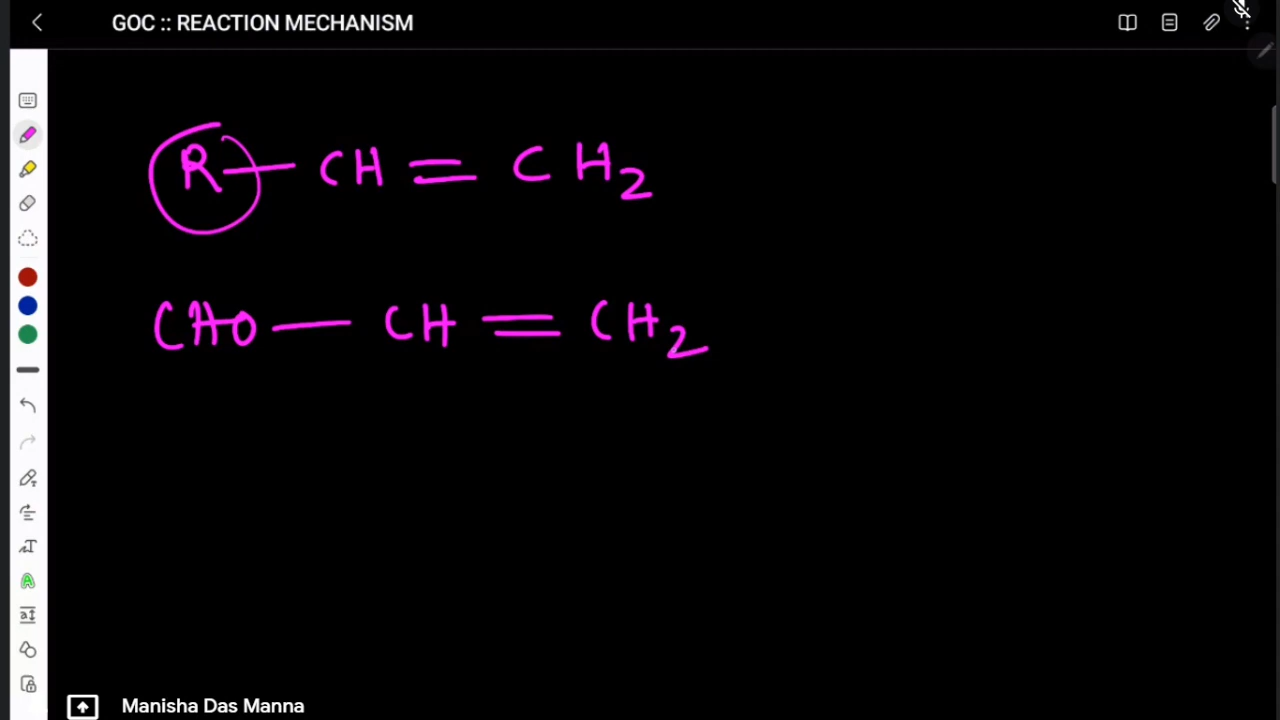 GOC :: REACTION MECHANISM
R — CH = CH2
CHO — CH = CH2
Manisha Das Manna